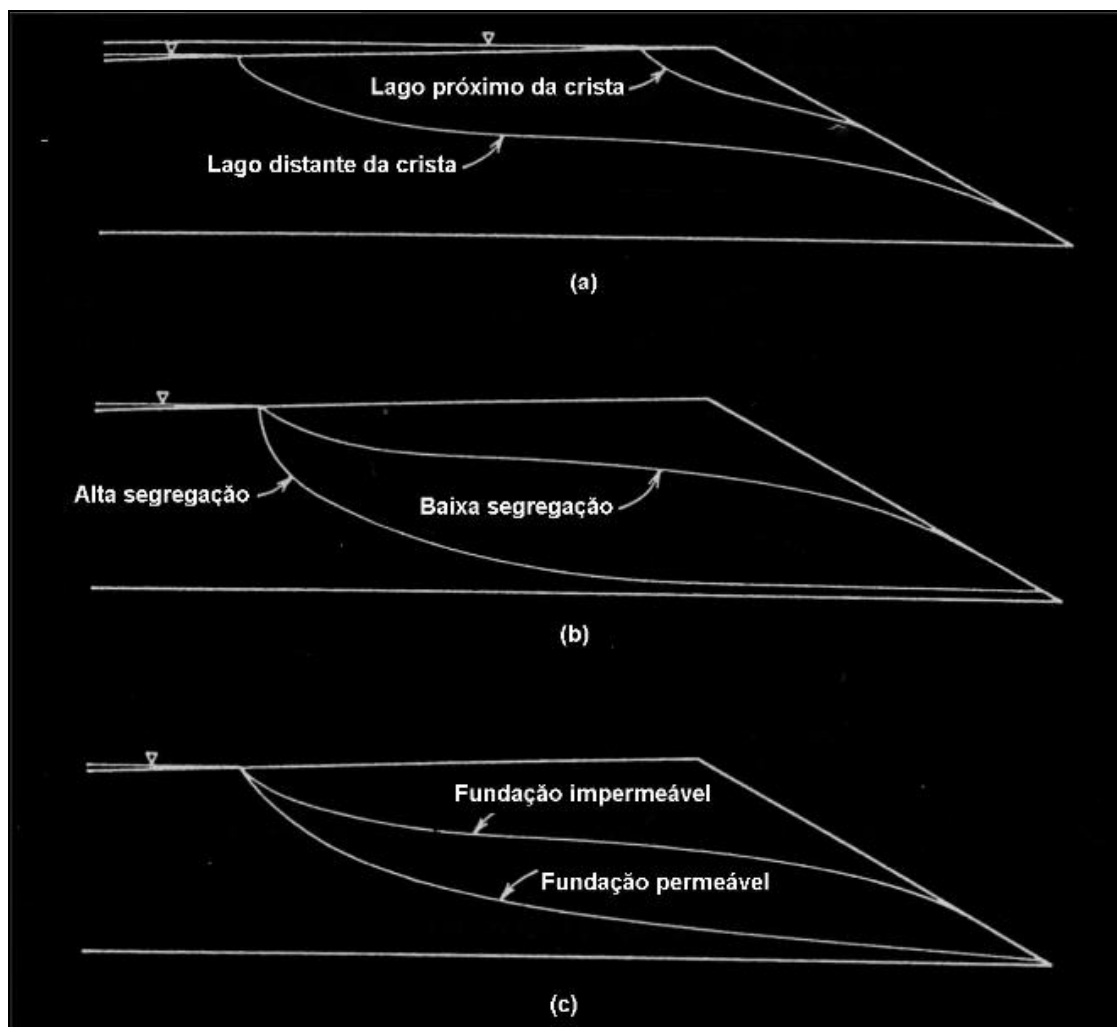 Lago próximo da crista
Lago distante da crista
(a)
Alta segregação
Baixa segregação
(b)
Fundação impermeável
Fundação permeável
(c)